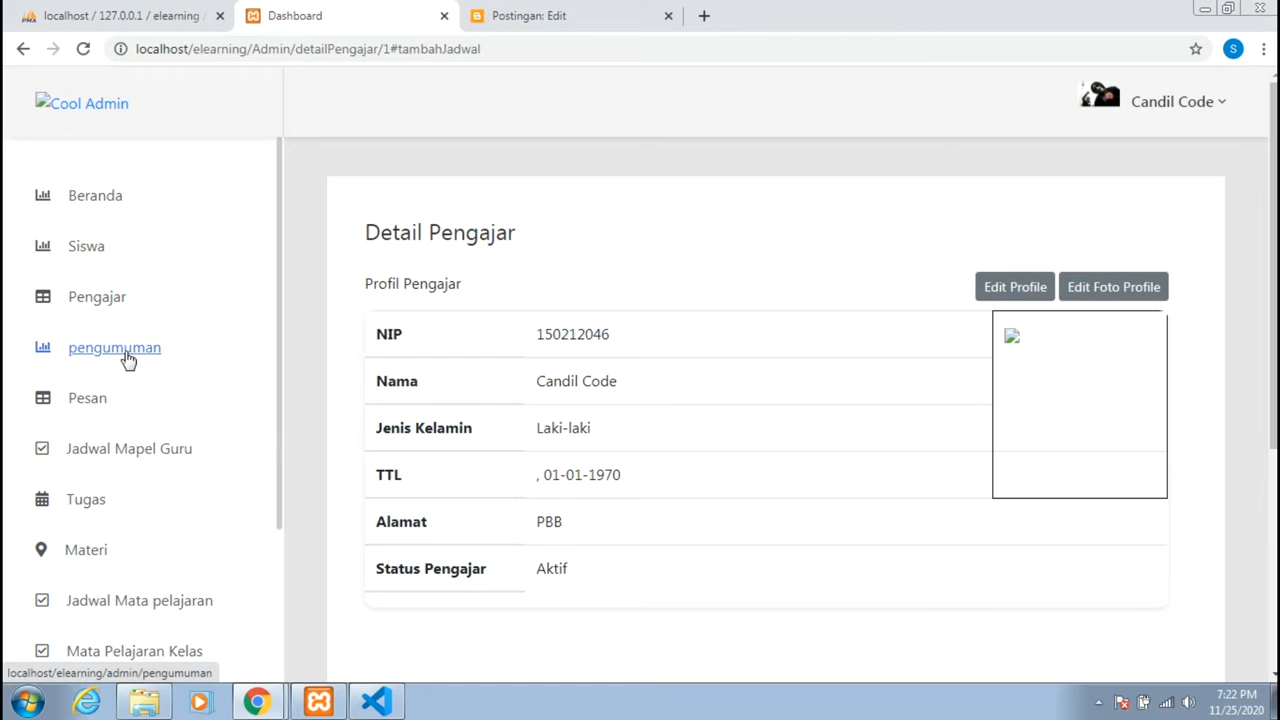 localhost / 127.0.0.1 / elearning
Dashboard
Postingan: Edit
localhost/elearning/Admin/detailPengajar/1#tambahJadwal
S
Cool Admin
Candil Code
Beranda
Siswa
Pengajar
pengumuman
Pesan
Jadwal Mapel Guru
Tugas
Materi
Jadwal Mata pelajaran
Mata Pelajaran Kelas
Detail Pengajar
Profil Pengajar
Edit Profile
Edit Foto Profile
NIP 150212046
Nama Candil Code
Jenis Kelamin Laki-laki
TTL , 01-01-1970
Alamat PBB
Status Pengajar Aktif
localhost/elearning/admin/pengumuman
7:22 PM
11/25/2020